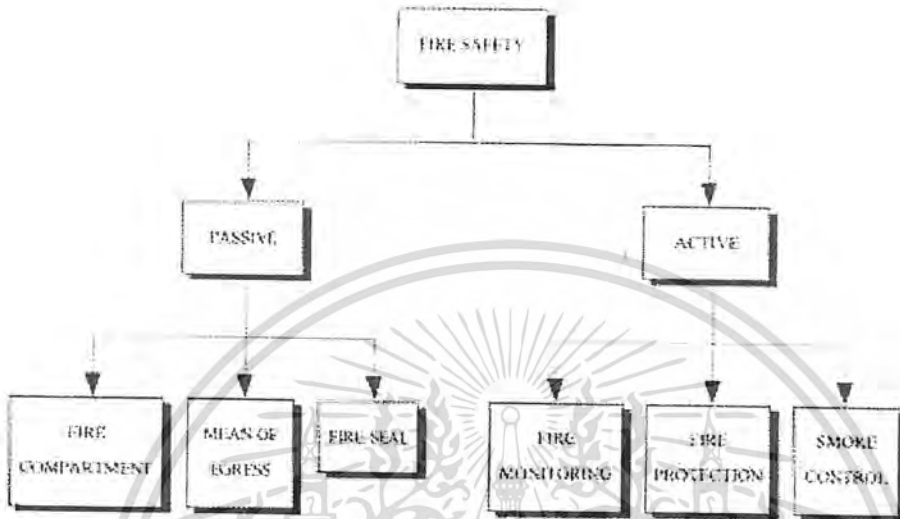 FIRE SAFETY
PASSIVE
ACTIVE
FIRE
COMPARTMENT
MEAN OF
EGRESS
FIRE SEAL
FIRE
MONITORING
FIRE
PROTECTION
SMOKE
CONTROL